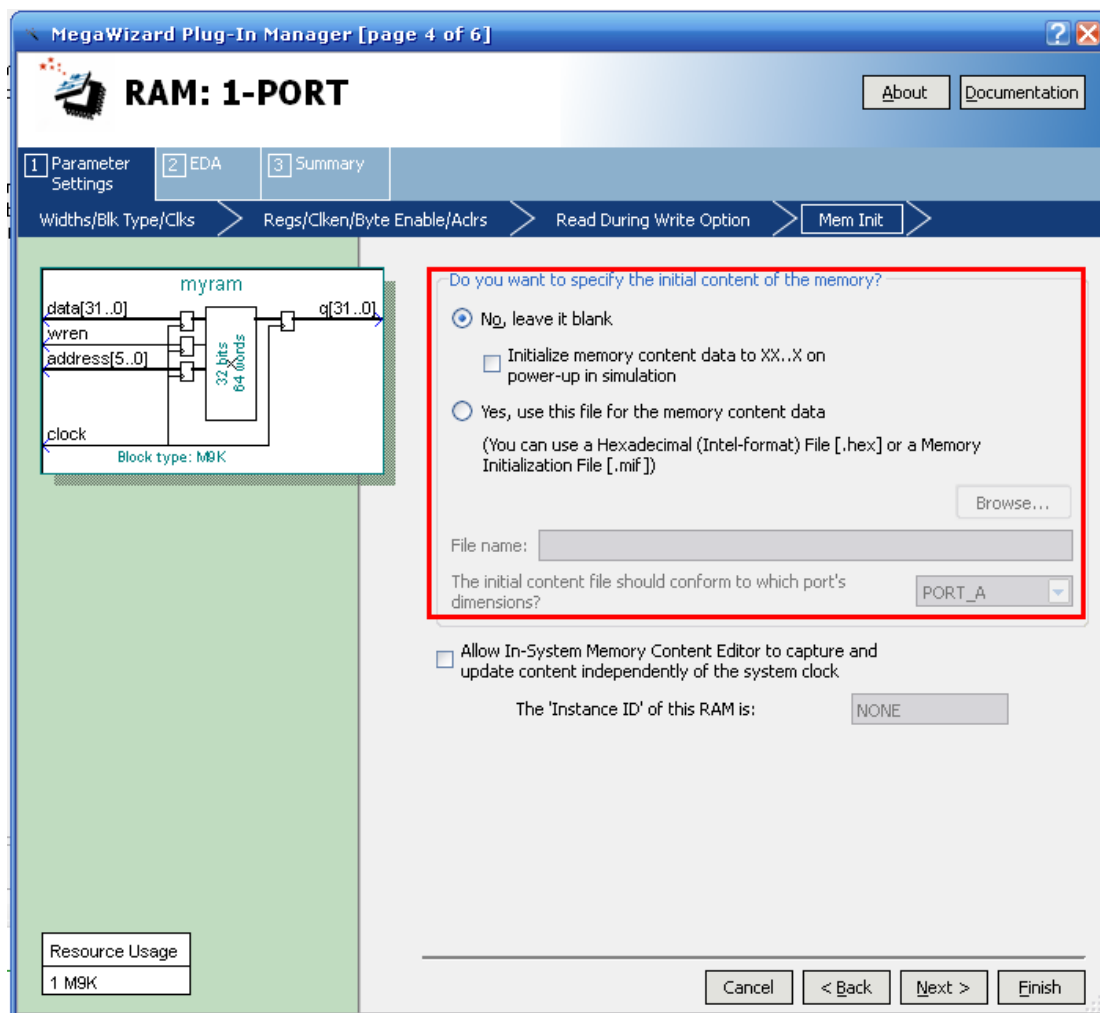 MegaWizard Plug-In Manager [page 4 of 6]
RAM: 1-PORT
About
Documentation
1 Parameter Settings
2 EDA
3 Summary
Widths/Blk Type/Clks
Regs/Clken/Byte Enable/Aclrs
Read During Write Option
Mem Init
myram
data[31..0]
q[31..0]
wren
address[5..0]
32 bits
64 words
clock
Block type: M9K
Do you want to specify the initial content of the memory?
No, leave it blank
Initialize memory content data to XX..X on
power-up in simulation
Yes, use this file for the memory content data
(You can use a Hexadecimal (Intel-format) File [.hex] or a Memory
Initialization File [.mif])
Browse...
File name:
The initial content file should conform to which port's
dimensions?
PORT_A
Allow In-System Memory Content Editor to capture and
update content independently of the system clock
The 'Instance ID' of this RAM is:
NONE
Resource Usage
1 M9K
Cancel
< Back
Next >
Finish